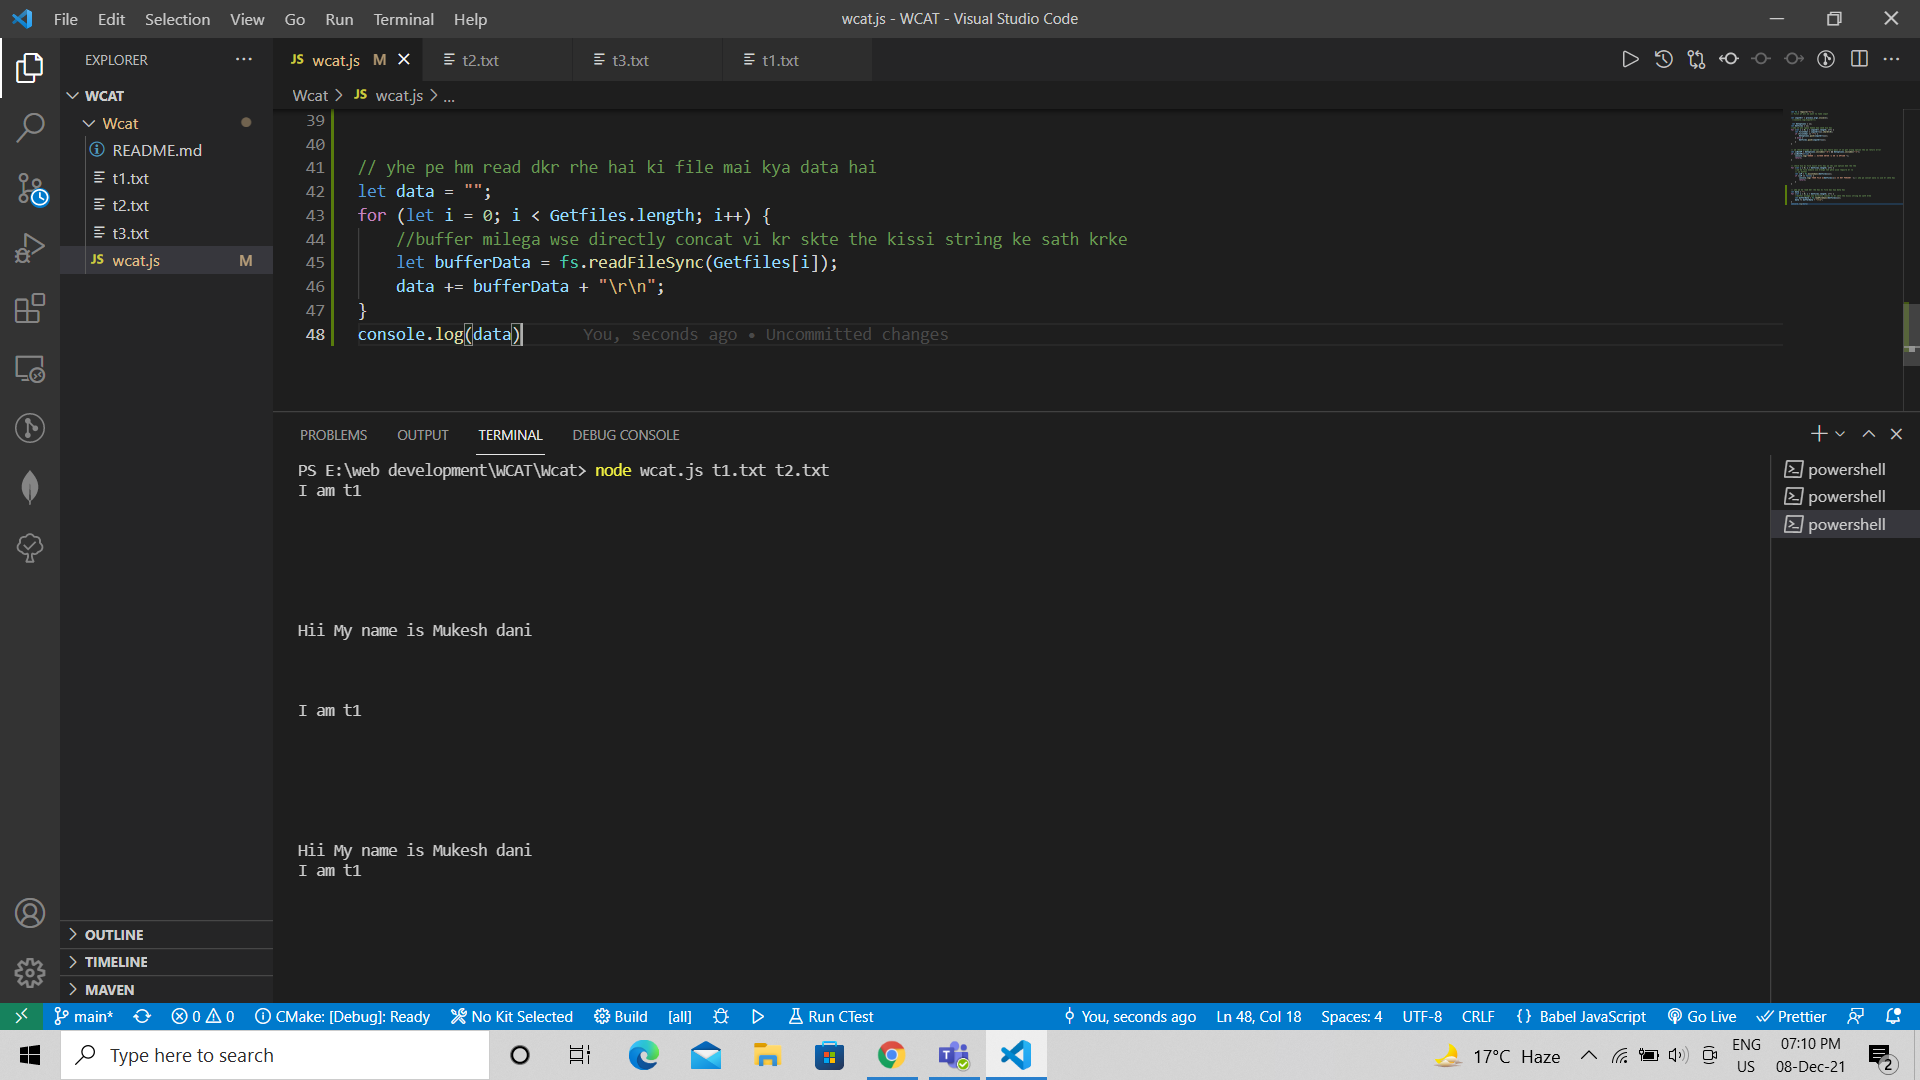 File Edit Selection View Go Run Terminal Help
wcat.js - WCAT - Visual Studio Code
EXPLORER
WCAT
Wcat
README.md
t1.txt
t2.txt
t3.txt
JS wcat.js M
OUTLINE
TIMELINE
MAVEN
JS wcat.js M t2.txt t3.txt t1.txt
Wcat > JS wcat.js > ...
39
40
41 // yhe pe hm read dkr rhe hai ki file mai kya data hai
42 let data = "";
43 for (let i = 0; i < Getfiles.length; i++) {
44 //buffer milega wse directly concat vi kr skte the kissi string ke sath krke
45 let bufferData = fs.readFileSync(Getfiles[i]);
46 data += bufferData + "\r\n";
47 }
48 console.log(data) You, seconds ago • Uncommitted changes
PROBLEMS OUTPUT TERMINAL DEBUG CONSOLE
PS E:\web development\WCAT\Wcat> node wcat.js t1.txt t2.txt
I am t1
Hii My name is Mukesh dani
I am t1
Hii My name is Mukesh dani
I am t1
powershell
powershell
powershell
main* 0 0 CMake: [Debug]: Ready No Kit Selected Build [all] Run CTest You, seconds ago Ln 48, Col 18 Spaces: 4 UTF-8 CRLF {} Babel JavaScript Go Live Prettier
Type here to search
17°C Haze
ENG
US
07:10 PM
08-Dec-21
2